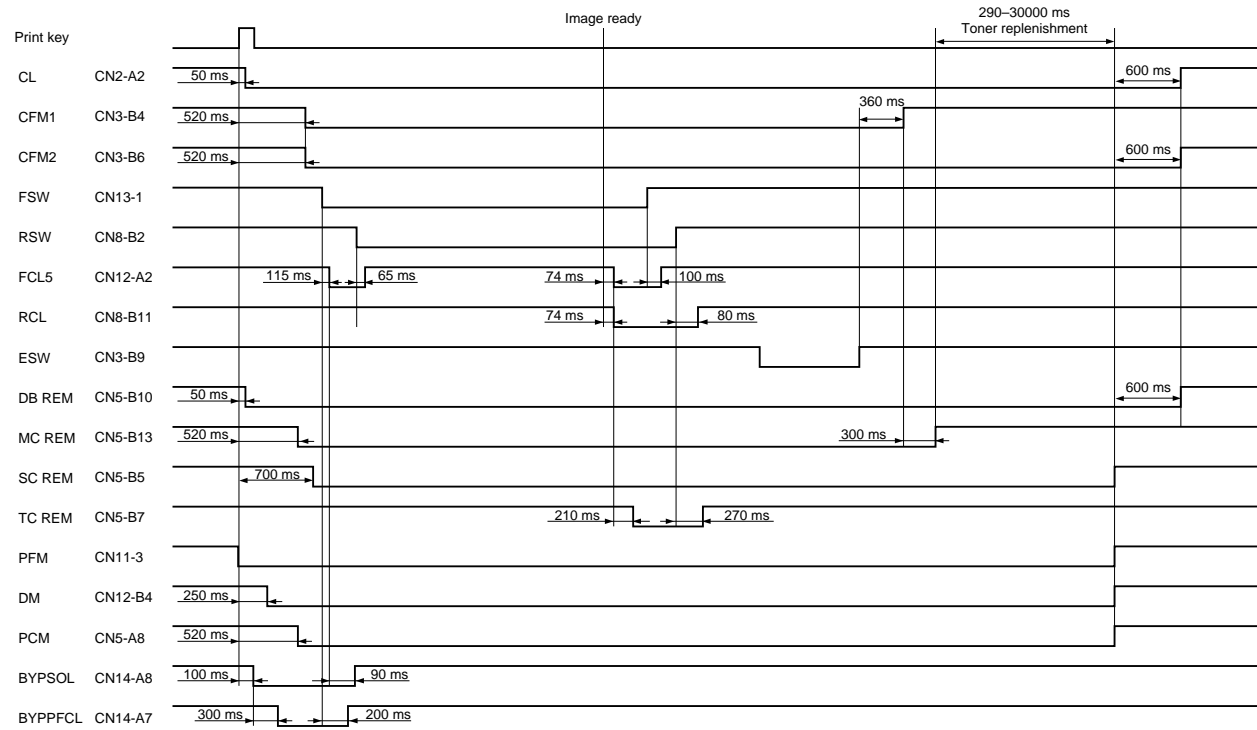 290–30000 ms
Image ready
Toner replenishment
Print key
CL CN2-A2 50 ms 600 ms
360 ms
CFM1 CN3-B4 520 ms
CFM2 CN3-B6 520 ms 600 ms
FSW CN13-1
RSW CN8-B2
FCL5 CN12-A2 115 ms 65 ms 74 ms 100 ms
RCL CN8-B11 74 ms 80 ms
ESW CN3-B9
DB REM CN5-B10 50 ms 600 ms
MC REM CN5-B13 520 ms 300 ms
SC REM CN5-B5 700 ms
TC REM CN5-B7 210 ms 270 ms
PFM CN11-3
DM CN12-B4 250 ms
PCM CN5-A8 520 ms
BYPSOL CN14-A8 100 ms 90 ms
BYPPFCL CN14-A7 300 ms 200 ms